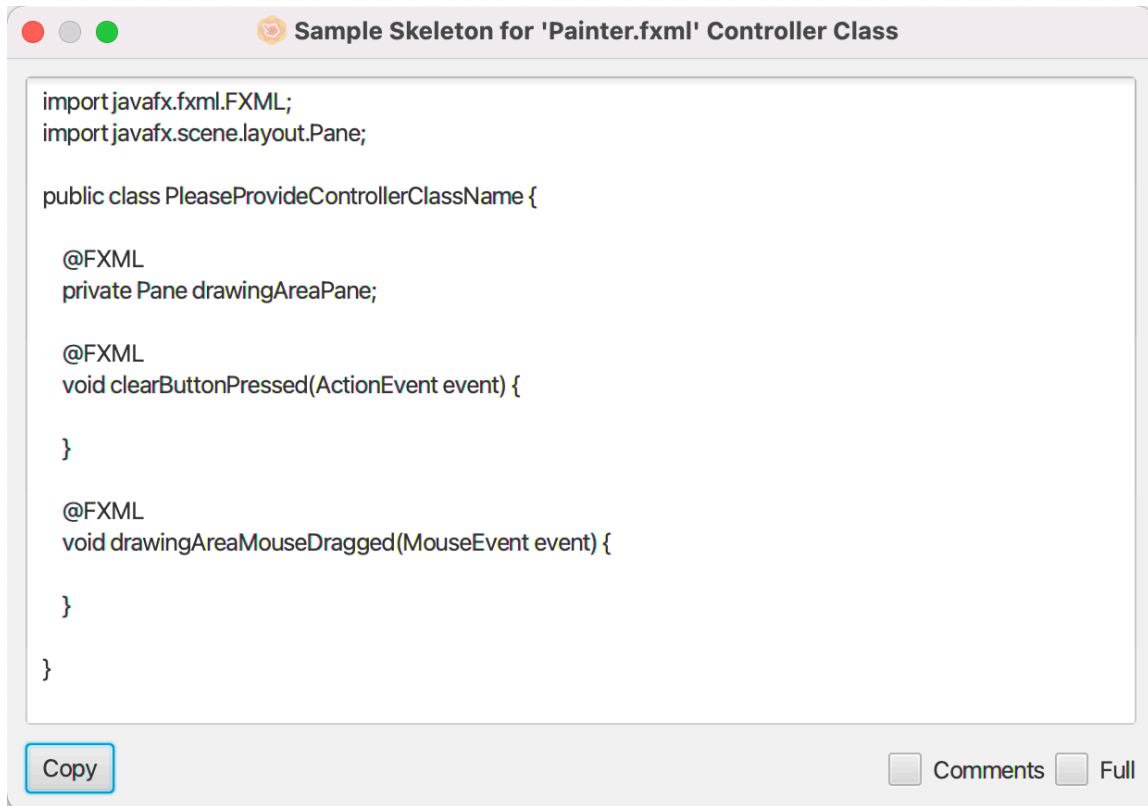 Sample Skeleton for 'Painter.fxml' Controller Class
import javafx.fxml.FXML;
import javafx.scene.layout.Pane;
public class PleaseProvideControllerClassName {
@FXML
private Pane drawingAreaPane;
@FXML
void clearButtonPressed(ActionEvent event) {
}
@FXML
void drawingAreaMouseDragged(MouseEvent event) {
}
}
Copy Comments Full